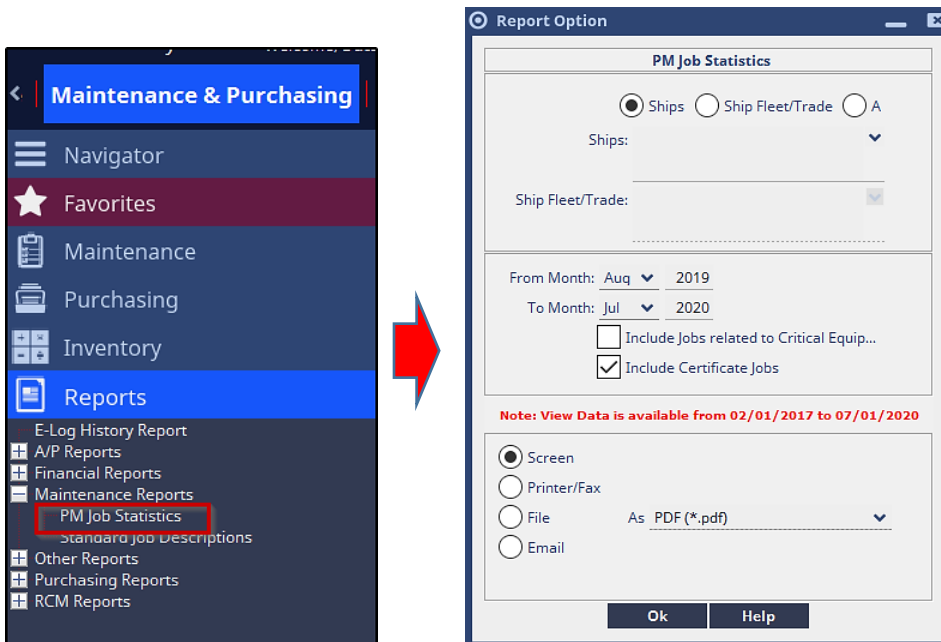 Maintenance & Purchasing
Navigator
Favorites
Maintenance
Purchasing
Inventory
Reports
E-Log History Report
A/P Reports
Financial Reports
Maintenance Reports
PM Job Statistics
Standard Job Descriptions
Other Reports
Purchasing Reports
RCM Reports
Report Option
PM Job Statistics
Ships Ship Fleet/Trade A
Ships:
Ship Fleet/Trade:
From Month: Aug 2019
To Month: Jul 2020
Include Jobs related to Critical Equip...
Include Certificate Jobs
Note: View Data is available from 02/01/2017 to 07/01/2020
Screen
Printer/Fax
File As PDF (*.pdf)
Email
Ok Help